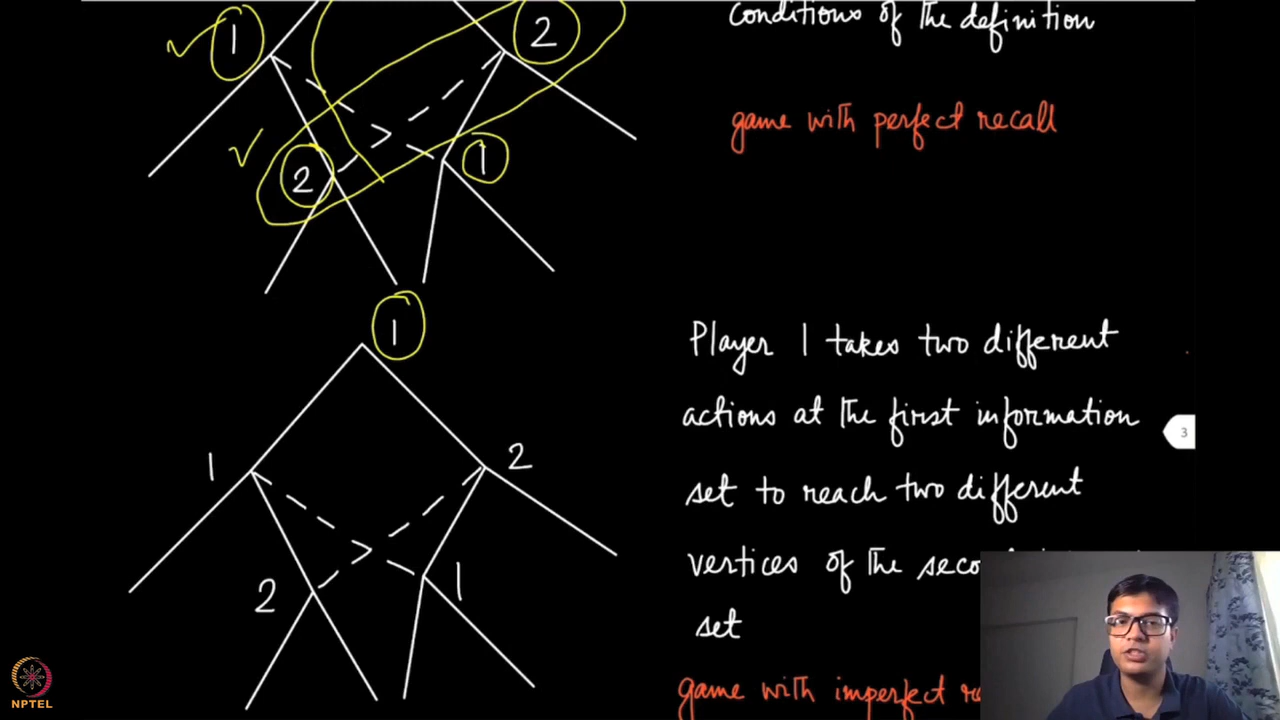 1
2
conditions of the definition
game with perfect recall
2
1
1
Player 1 takes two different
actions at the first information
set to reach two different
vertices of the
set
1
2
2
1
game with imperfect
3
NPTEL